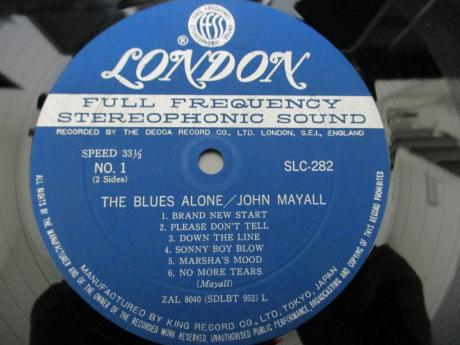 FULL FREQUENCY
STEREOPHONIC SOUND
®
LONDON
FULL FREQUENCY
STEREOPHONIC SOUND
RECORDED BY THE DECCA RECORD CO., LTD. LONDON, S.E.I., ENGLAND
SPEED 33⅓
NO. 1
(2 Sides)
SLC-282
THE BLUES ALONE/JOHN MAYALL
1. BRAND NEW START
2. PLEASE DON'T TELL
3. DOWN THE LINE
4. SONNY BOY BLOW
5. MARSHA'S MOOD
6. NO MORE TEARS
(Mayall)
ZAL 8040 (SDLBT 952) L
MANUFACTURED BY KING RECORD CO., LTD. TOKYO, JAPAN
ALL RIGHTS OF THE MANUFACTURER AND OF THE OWNER OF THE RECORDED WORK RESERVED. UNAUTHORISED PUBLIC PERFORMANCE, BROADCASTING AND COPYING OF THIS RECORD PROHIBITED